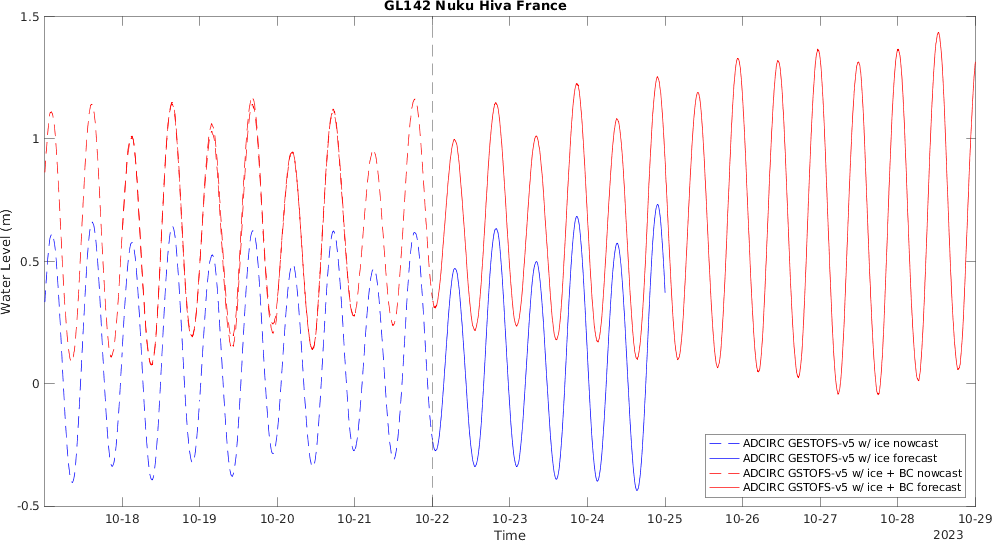 GL142 Nuku Hiva France
1.5
1
0.5
0
-0.5
Water Level (m)
ADCIRC GESTOFS-v5 w/ ice nowcast
ADCIRC GESTOFS-v5 w/ ice forecast
ADCIRC GSTOFS-v5 w/ ice + BC nowcast
ADCIRC GSTOFS-v5 w/ ice + BC forecast
10-18 10-19 10-20 10-21 10-22 10-23 10-24 10-25 10-26 10-27 10-28 10-29
Time
2023